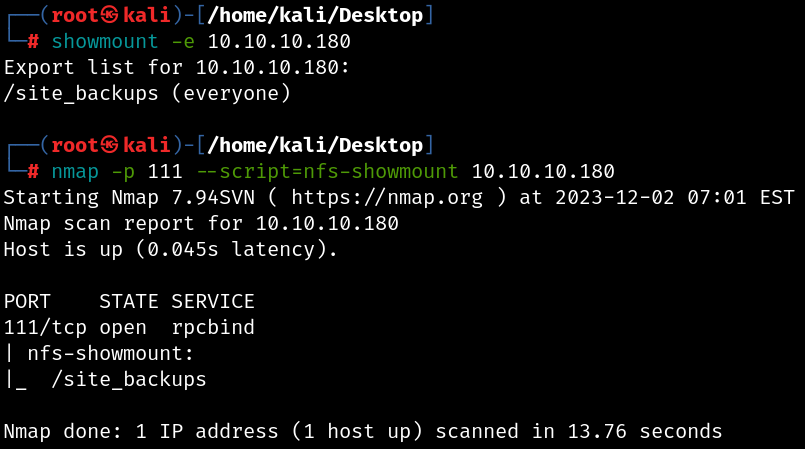 ┌──(root㉿kali)-[/home/kali/Desktop]
└─# showmount -e 10.10.10.180
Export list for 10.10.10.180:
/site_backups (everyone)

┌──(root㉿kali)-[/home/kali/Desktop]
└─# nmap -p 111 --script=nfs-showmount 10.10.10.180
Starting Nmap 7.94SVN ( https://nmap.org ) at 2023-12-02 07:01 EST
Nmap scan report for 10.10.10.180
Host is up (0.045s latency).

PORT    STATE SERVICE
111/tcp open  rpcbind
| nfs-showmount:
|_  /site_backups

Nmap done: 1 IP address (1 host up) scanned in 13.76 seconds